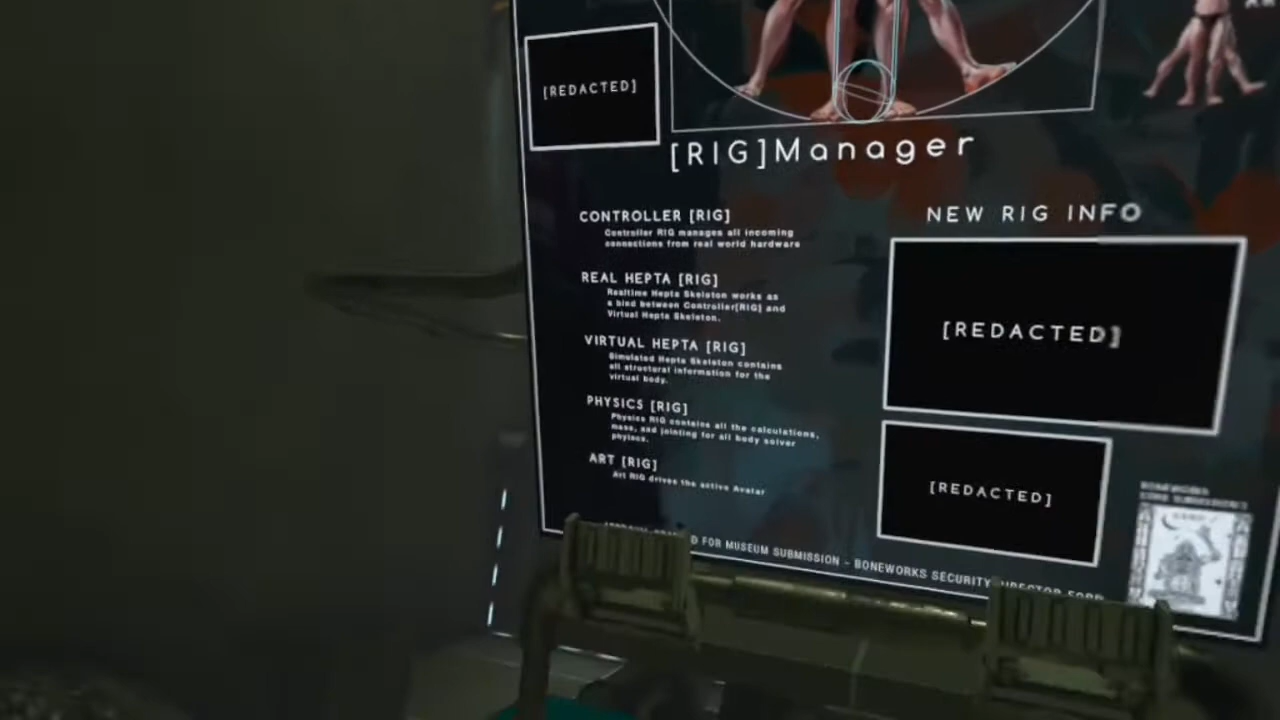 [REDACTED]
[RIG]Manager
CONTROLLER [RIG]
Controller RIG manages all incoming
connections from real world hardware
REAL HEPTA [RIG]
Realtime Hepta Skeleton works as
a bind between Controller[RIG] and
Virtual Hepta Skeleton.
VIRTUAL HEPTA [RIG]
Simulated Hepta Skeleton contains
all structural information for the
virtual body.
PHYSICS [RIG]
Physics RIG contains all the calculations,
mass, and jointing for all body solver
phyiscs.
ART [RIG]
Art RIG drives the active Avatar
NEW RIG INFO
[REDACTED]
[REDACTED]
FOR MUSEUM SUBMISSION - BONEWORKS SECURITY DIRECTOR FORD
BONEWORKS